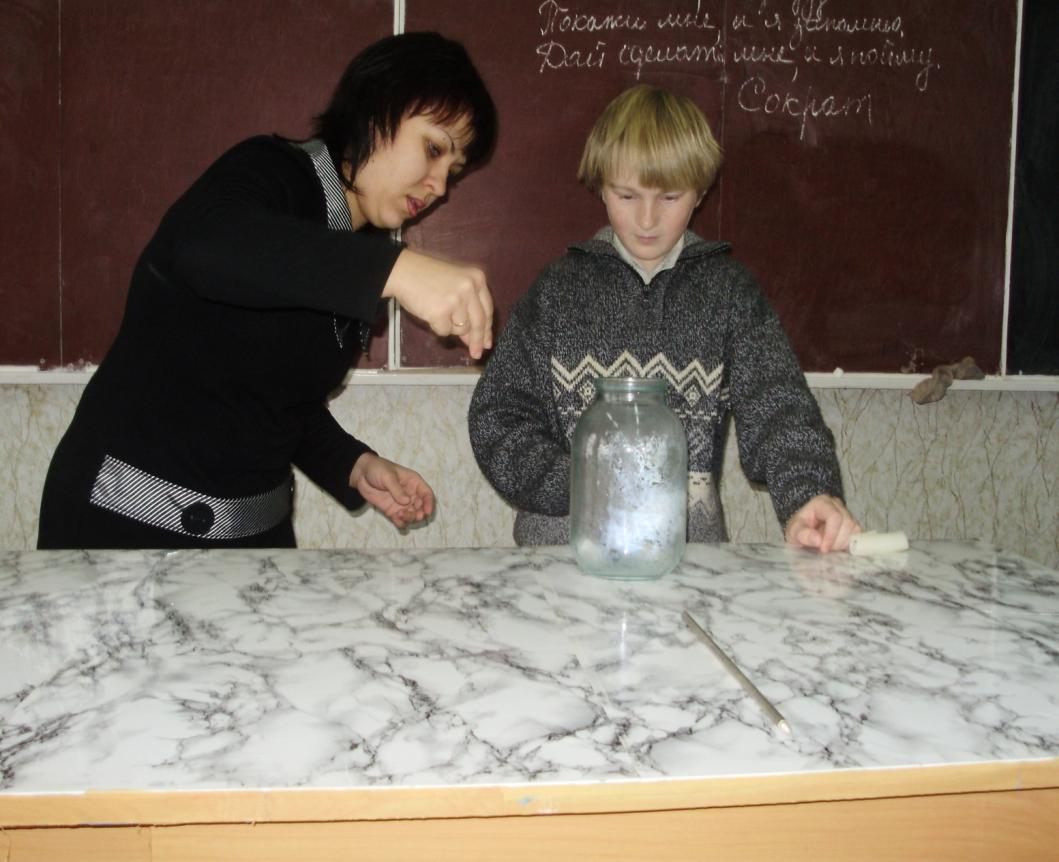 Покажи мне, и я запомню,
Дай сделать мне, и я пойму.
Сократ